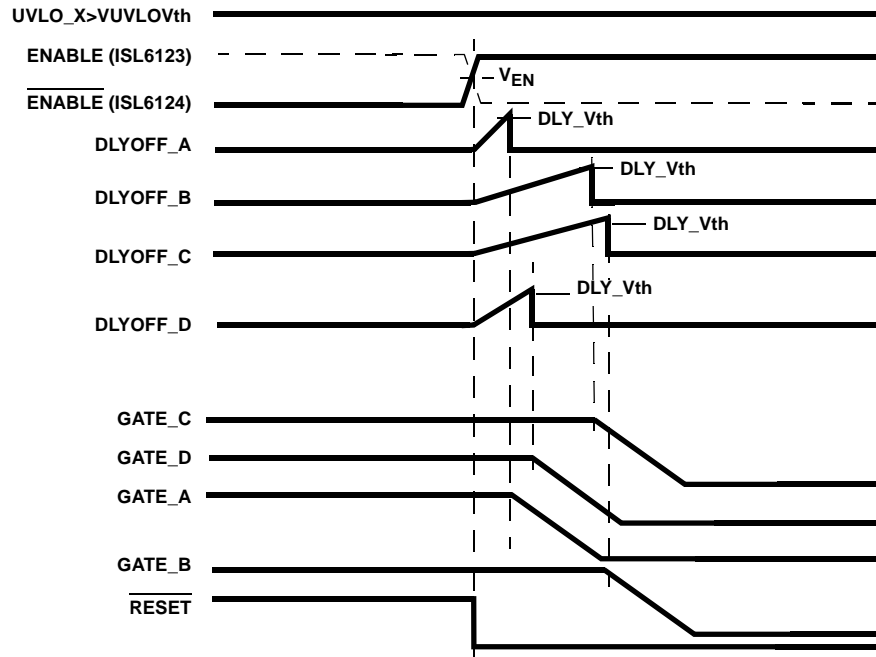 UVLO_X>VUVLOVth
ENABLE (ISL6123)
VEN
ENABLE (ISL6124)
DLY_Vth
DLYOFF_A
DLY_Vth
DLYOFF_B
DLY_Vth
DLYOFF_C
DLY_Vth
DLYOFF_D
GATE_C
GATE_D
GATE_A
GATE_B
RESET